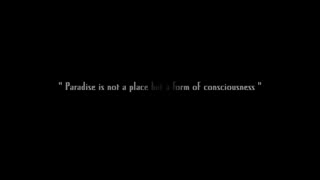 " Paradise is not a place but a form of consciousness "